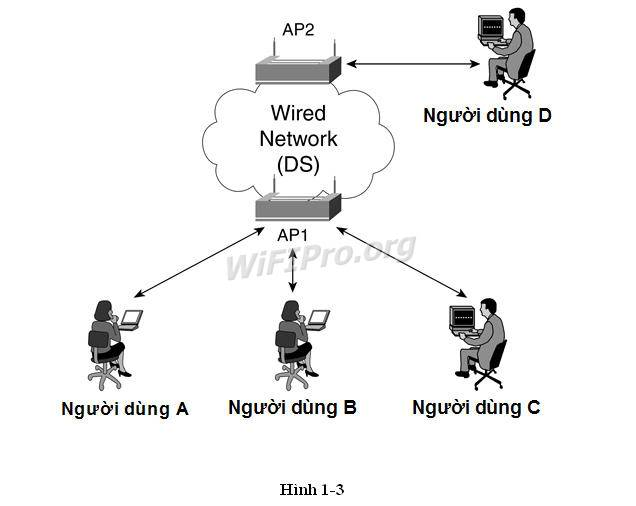 AP2
Người dùng D
Wired
Network
(DS)
AP1
WiFiPro.org
Người dùng A
Người dùng B
Người dùng C
Hình 1-3